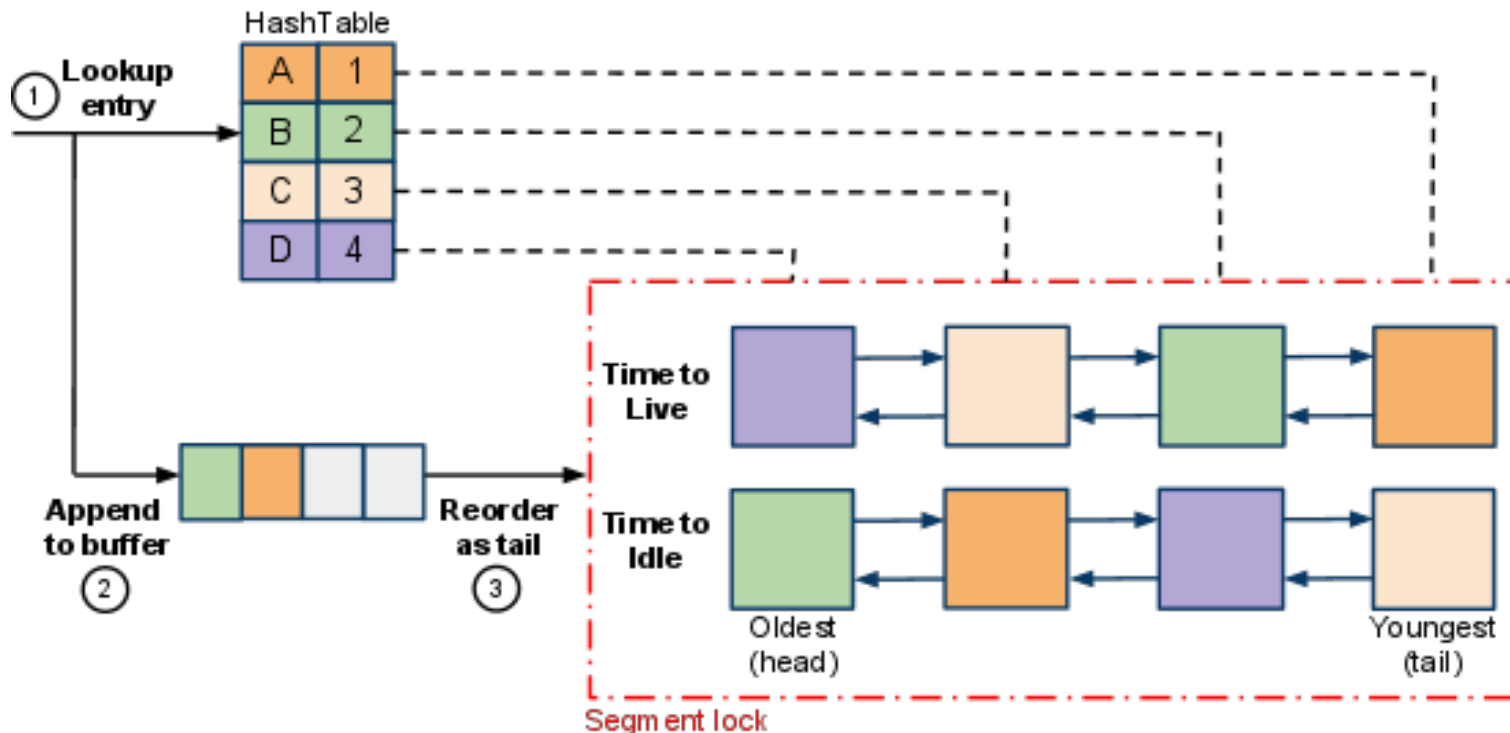 HashTable
1
Lookup
entry
A 1
B 2
C 3
D 4
Time to
Live
Append
to buffer
2
Reorder
as tail
3
Time to
Idle
Oldest
(head)
Youngest
(tail)
Segment lock